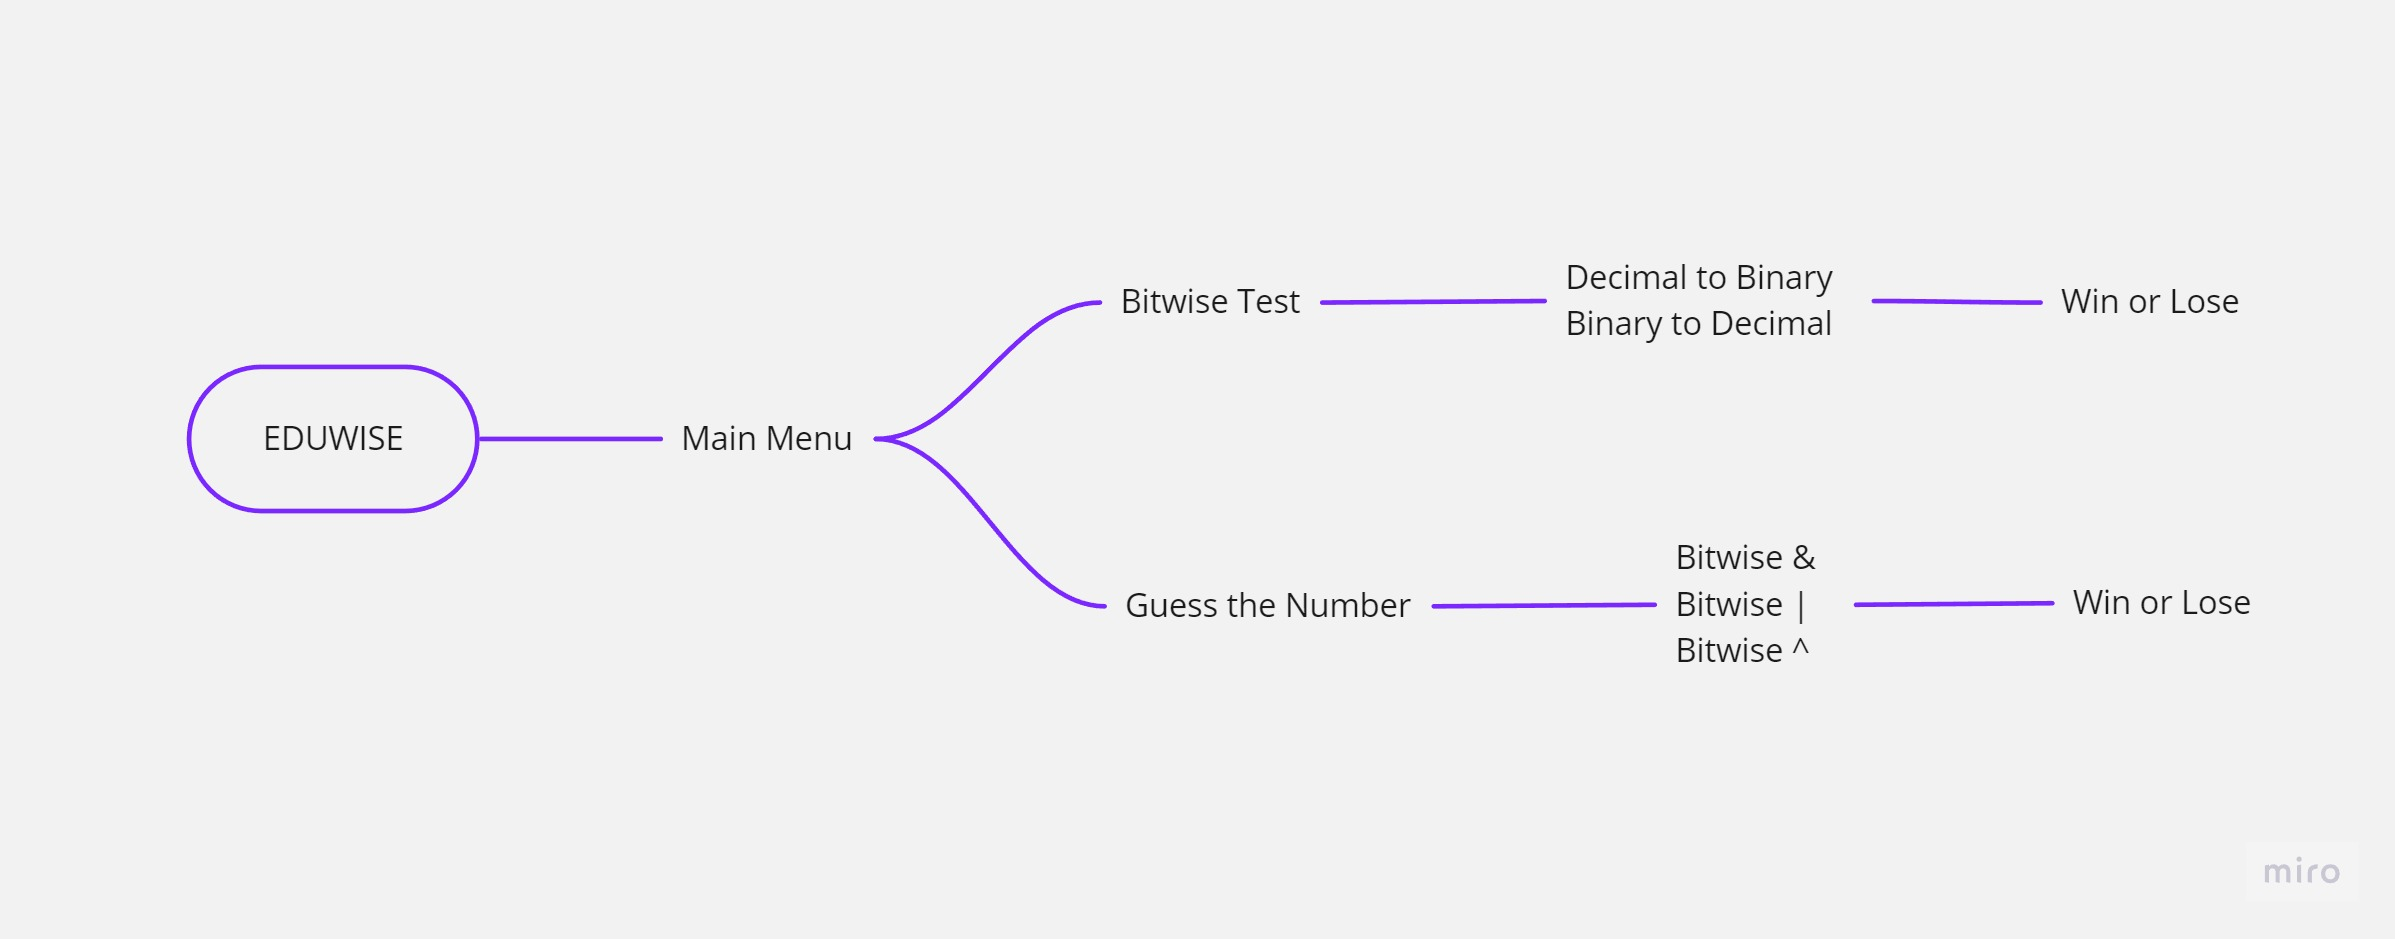 EDUWISE
Main Menu
Bitwise Test
Decimal to Binary
Binary to Decimal
Win or Lose
Guess the Number
Bitwise &
Bitwise |
Bitwise ^
Win or Lose
miro